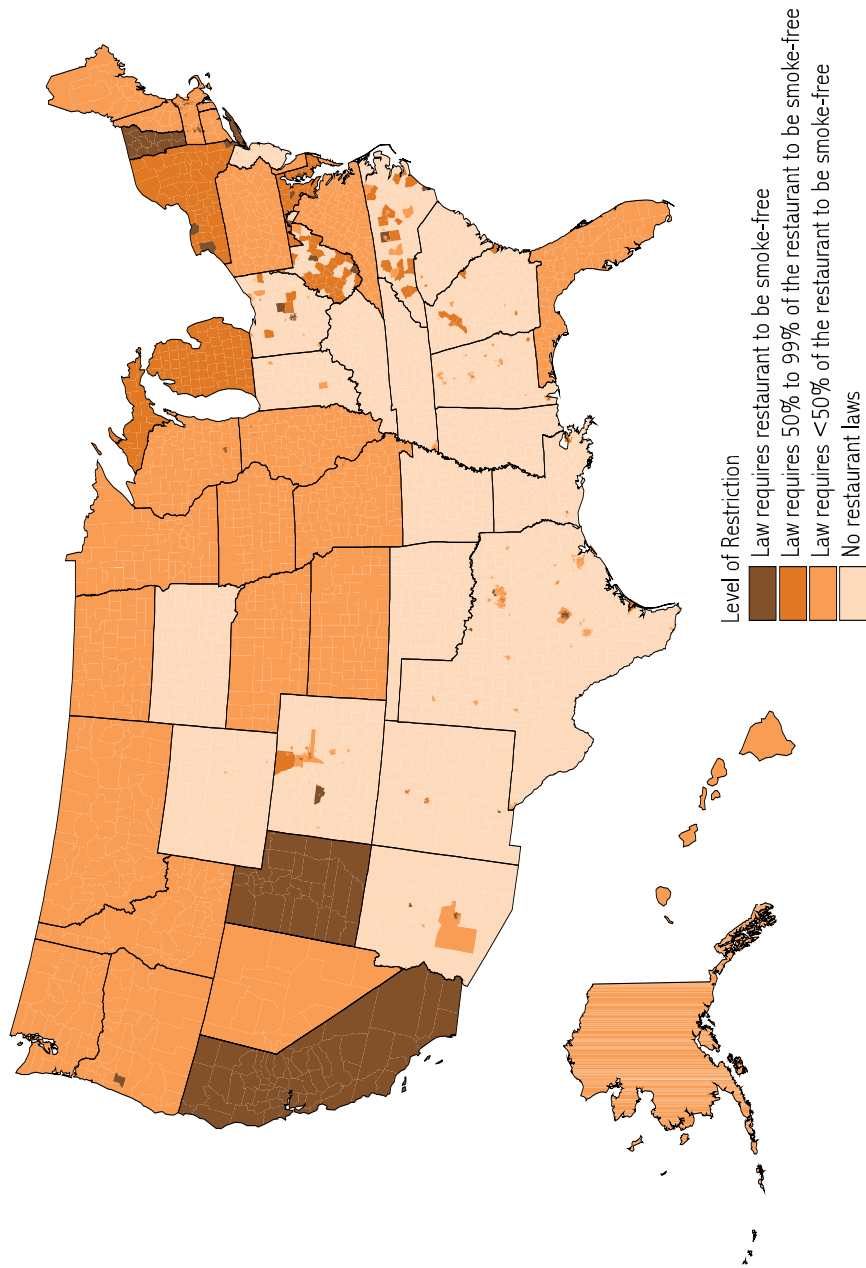 Level of Restriction
Law requires restaurant to be smoke-free
Law requires 50% to 99% of the restaurant to be smoke-free
Law requires <50% of the restaurant to be smoke-free
No restaurant laws